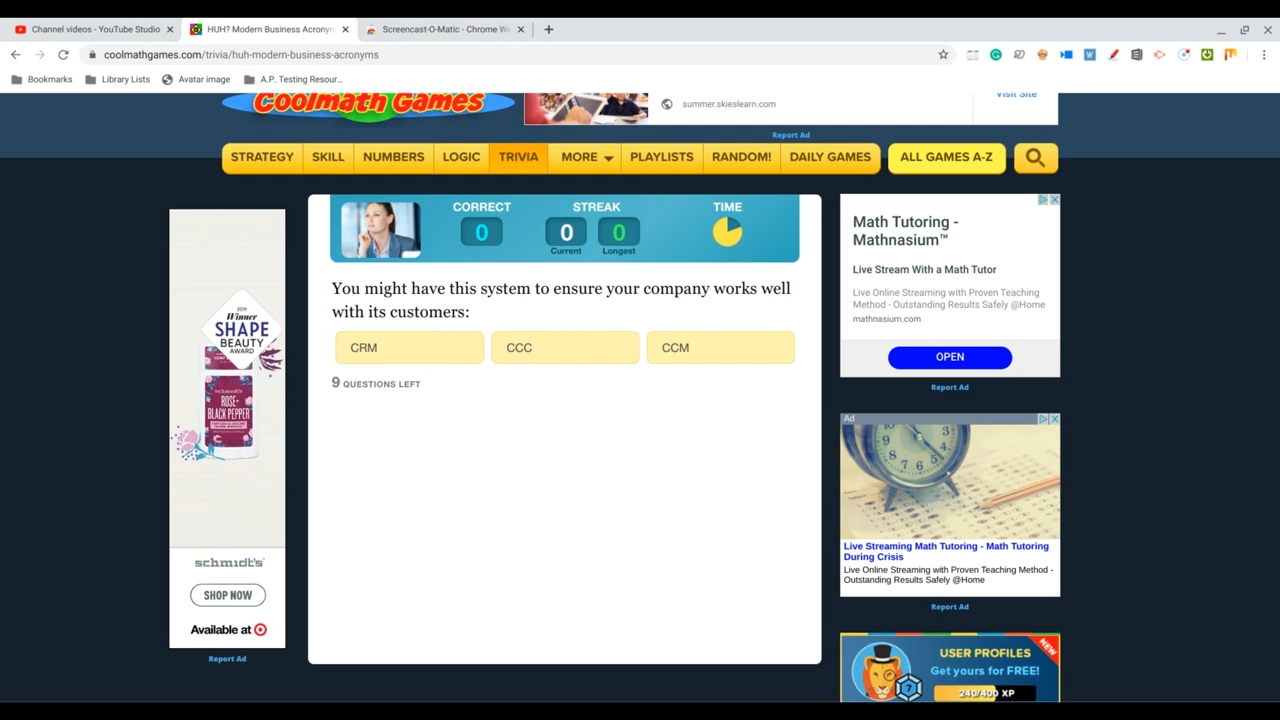 Channel videos - YouTube Studio
HUH? Modern Business Acronym
Screencast-O-Matic - Chrome We
coolmathgames.com/trivia/huh-modern-business-acronyms
Bookmarks
Library Lists
Avatar image
A.P. Testing Resour...
Coolmath Games
summer.skieslearn.com
Visit Site
Report Ad
STRATEGY
SKILL
NUMBERS
LOGIC
TRIVIA
MORE
PLAYLISTS
RANDOM!
DAILY GAMES
ALL GAMES A-Z
CORRECT
STREAK
TIME
0
0
0
Current
Longest
You might have this system to ensure your company works well
with its customers:
CRM
CCC
CCM
9 QUESTIONS LEFT
2019
Winner
SHAPE
BEAUTY
AWARD
schmidt's
ROSE+
BLACK PEPPER
schmidt's
SHOP NOW
Available at
Report Ad
Math Tutoring -
Mathnasium™
Live Stream With a Math Tutor
Live Online Streaming with Proven Teaching
Method - Outstanding Results Safely @Home
mathnasium.com
OPEN
Report Ad
Ad
Live Streaming Math Tutoring - Math Tutoring
During Crisis
Live Online Streaming with Proven Teaching Method -
Outstanding Results Safely @Home
Report Ad
NEW
USER PROFILES
Get yours for FREE!
7
240/400 XP